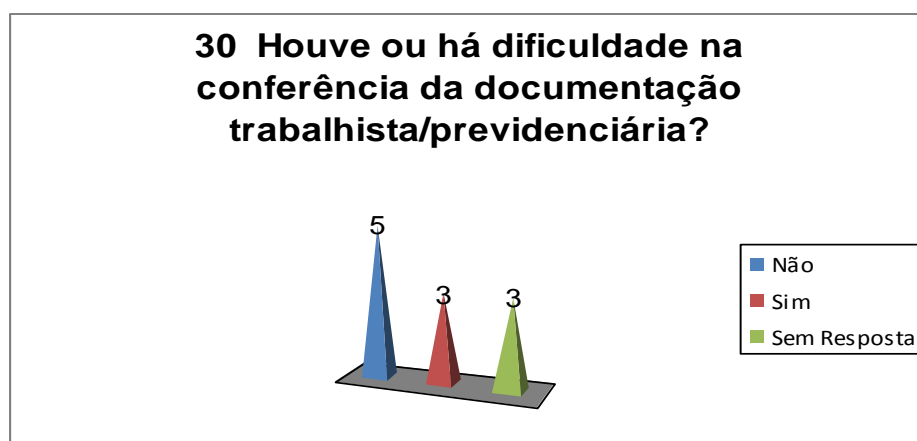 30 Houve ou há dificuldade na
conferência da documentação
trabalhista/previdenciária?
5
3
3
Não
Sim
Sem Resposta